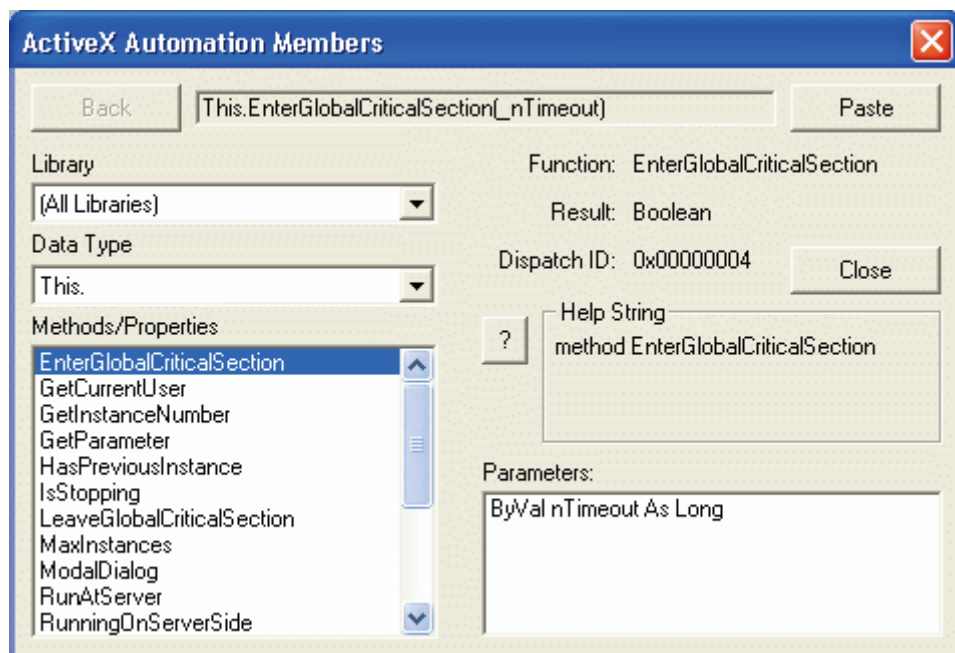 ActiveX Automation Members
Back
This.EnterGlobalCriticalSection(_nTimeout)
Paste
Library
(All Libraries)
Function: EnterGlobalCriticalSection
Result: Boolean
Data Type
This.
Dispatch ID: 0x00000004
Close
Methods/Properties
EnterGlobalCriticalSection
GetCurrentUser
GetInstanceNumber
GetParameter
HasPreviousInstance
IsStopping
LeaveGlobalCriticalSection
MaxInstances
ModalDialog
RunAtServer
RunningOnServerSide
?
Help String
method EnterGlobalCriticalSection
Parameters:
ByVal nTimeout As Long